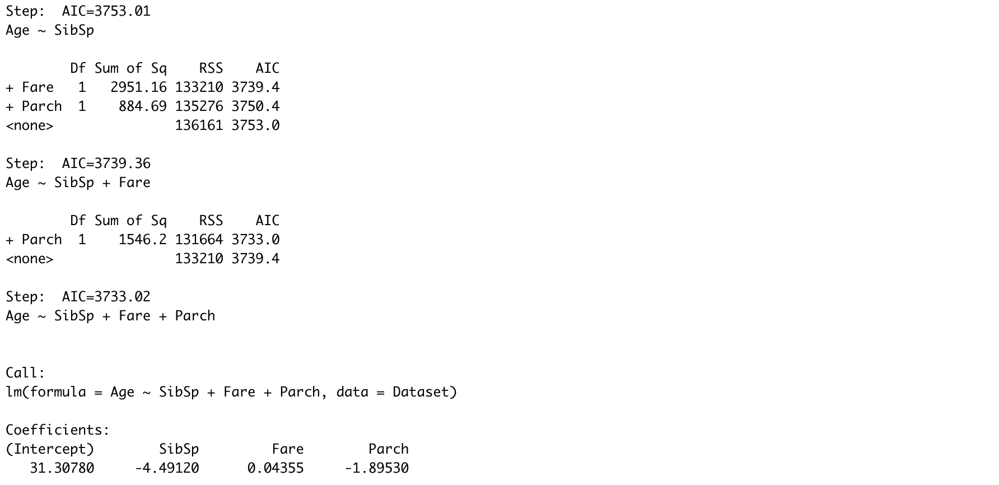 Step:  AIC=3753.01
Age ~ SibSp
        Df Sum of Sq    RSS    AIC
+ Fare   1   2951.16 133210 3739.4
+ Parch  1    884.69 135276 3750.4
<none>               136161 3753.0
Step:  AIC=3739.36
Age ~ SibSp + Fare
        Df Sum of Sq    RSS    AIC
+ Parch  1    1546.2 131664 3733.0
<none>               133210 3739.4
Step:  AIC=3733.02
Age ~ SibSp + Fare + Parch
Call:
lm(formula = Age ~ SibSp + Fare + Parch, data = Dataset)
Coefficients:
(Intercept)        SibSp         Fare        Parch
   31.30780     -4.49120      0.04355     -1.89530